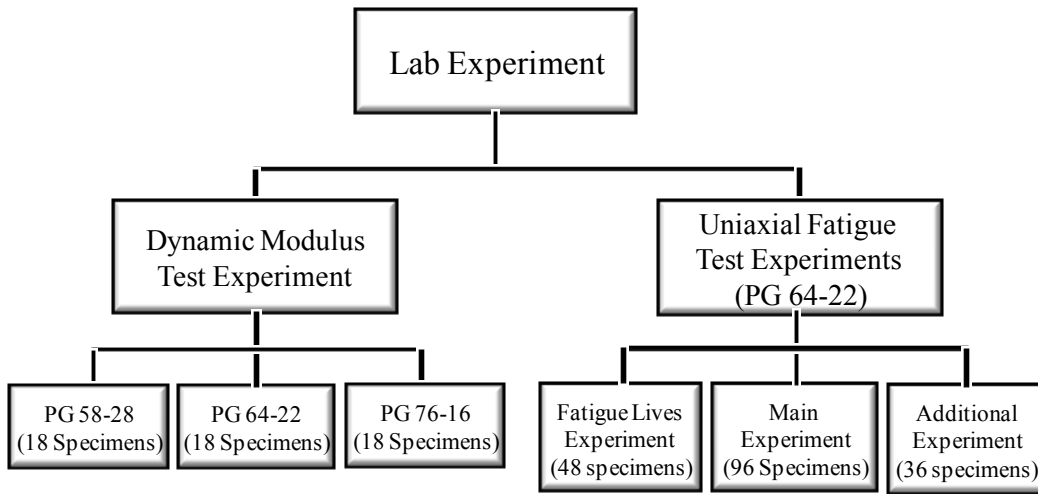 Lab Experiment
Dynamic Modulus
Test Experiment
Uniaxial Fatigue
Test Experiments
(PG 64-22)
PG 58-28
(18 Specimens)
PG 64-22
(18 Specimens)
PG 76-16
(18 Specimens)
Fatigue Lives
Experiment
(48 specimens)
Main
Experiment
(96 Specimens)
Additional
Experiment
(36 specimens)